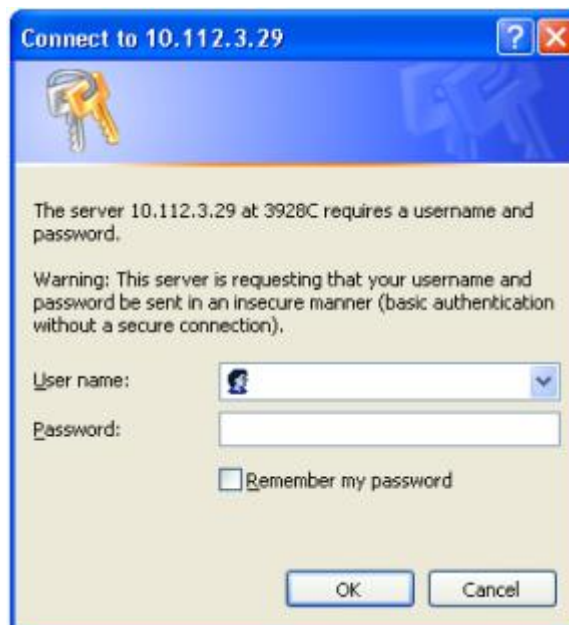 Connect to 10.112.3.29
The server 10.112.3.29 at 3928C requires a username and
password.
Warning: This server is requesting that your username and
password be sent in an insecure manner (basic authentication
without a secure connection).
User name:
Password:
Remember my password
OK Cancel